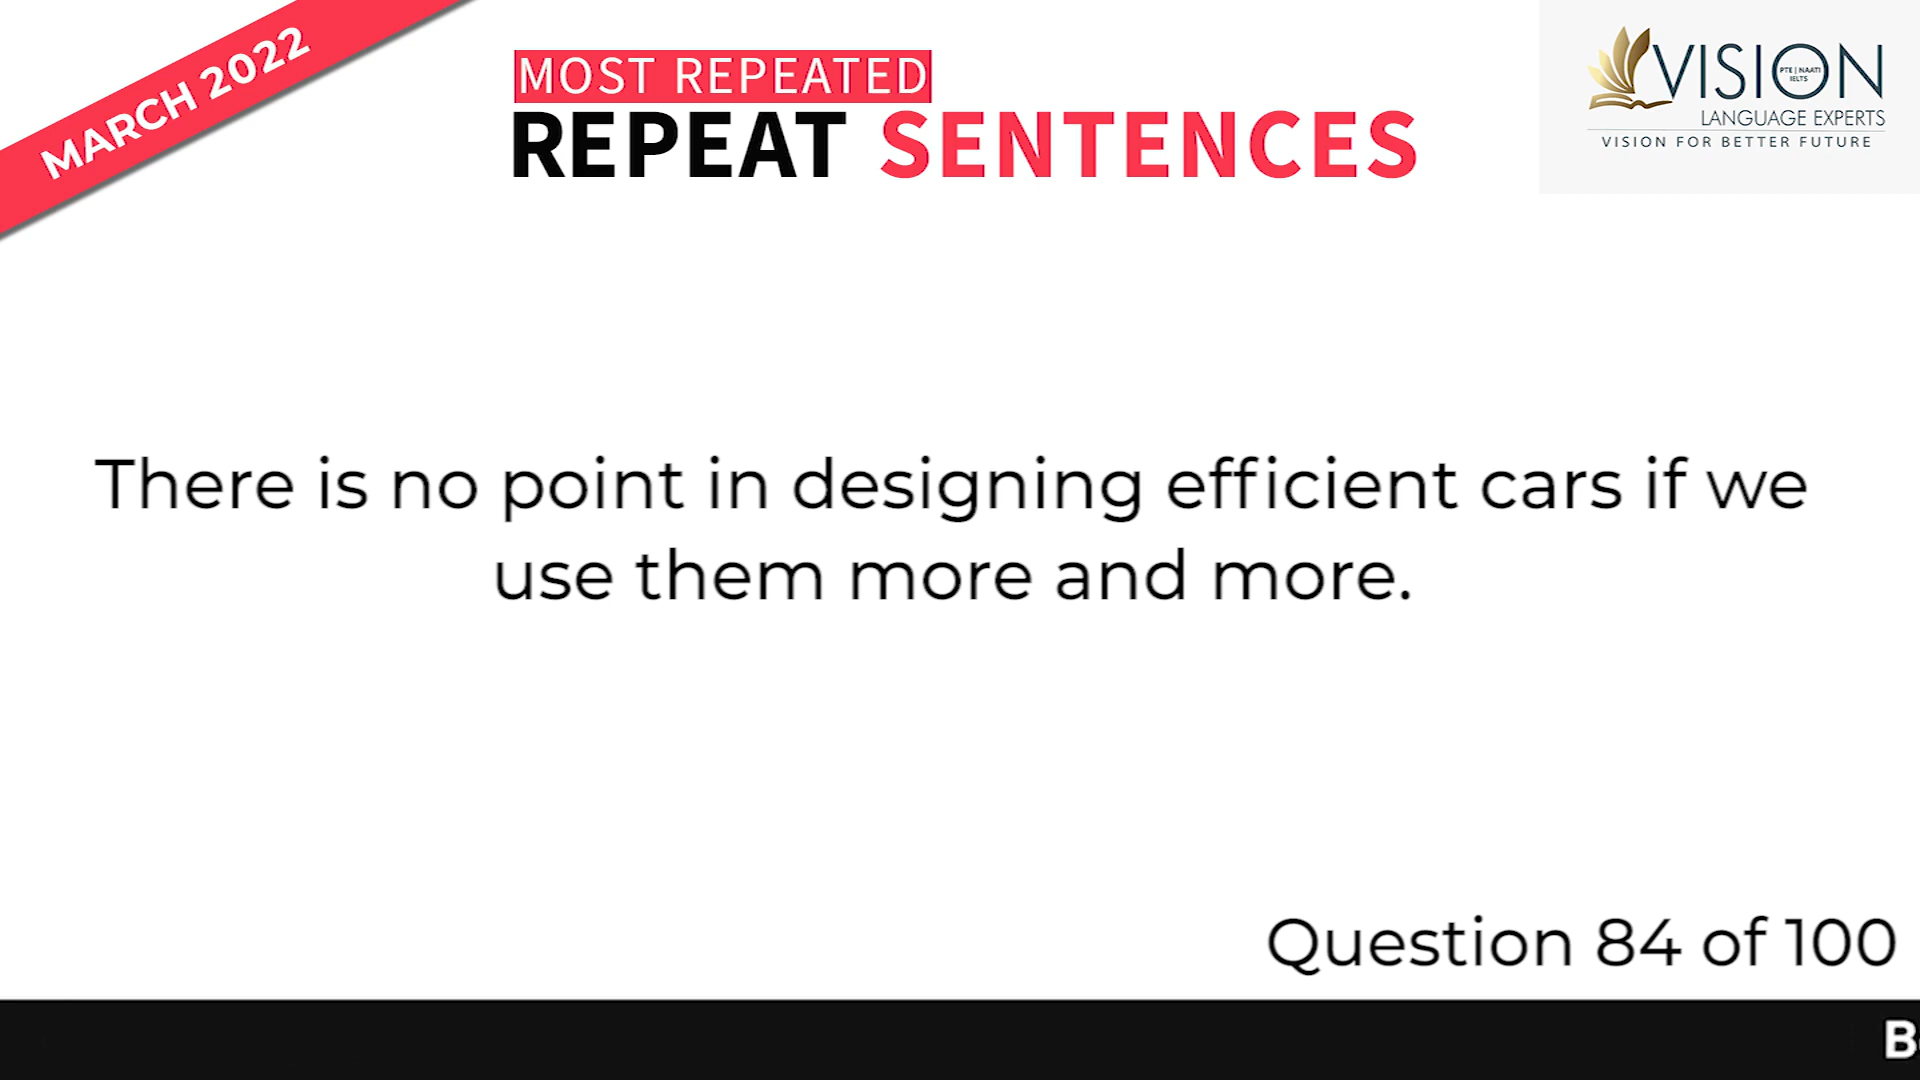 MARCH 2022
MOST REPEATED
REPEAT SENTENCES
VISION
PTE | NAATI
IELTS
LANGUAGE EXPERTS
VISION FOR BETTER FUTURE
There is no point in designing efficient cars if we
use them more and more.
Question 84 of 100